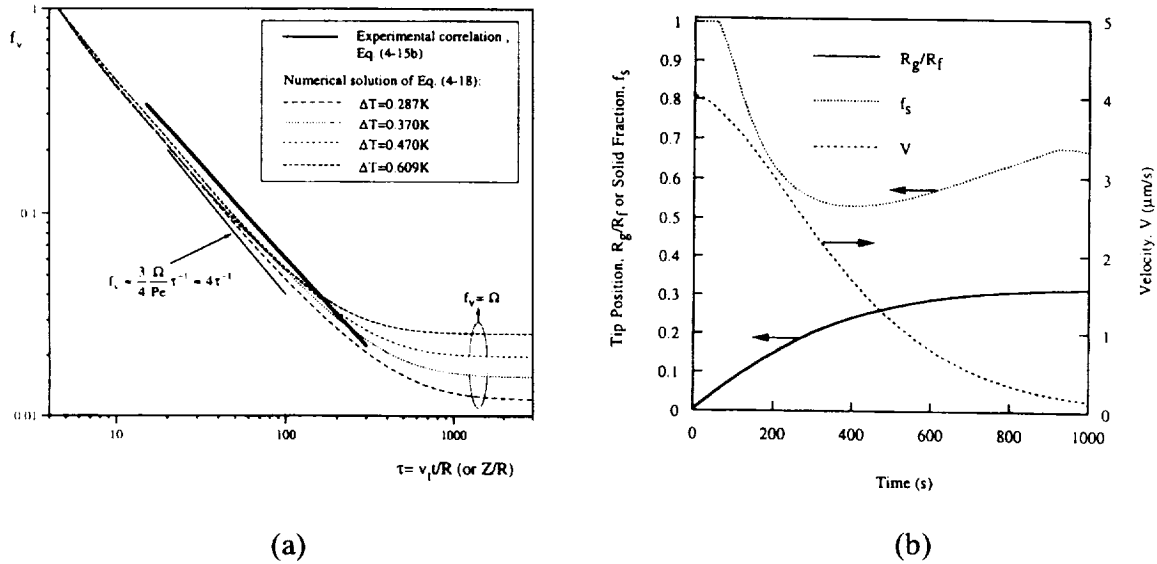 1
f_v
0.1
0.01
10
100
1000
τ= v_l t/R (or Z/R)
Experimental correlation ,
Eq (4-15b)
Numerical solution of Eq. (4-18):
ΔT=0.287K
ΔT=0.370K
ΔT=0.470K
ΔT=0.609K
f_v = 3/4 Ω/Pe τ⁻¹ = 4τ⁻¹
f_v = Ω
(a)
Tip Position, R_g/R_f or Solid Fraction, f_s
1
0.9
0.8
0.7
0.6
0.5
0.4
0.3
0.2
0.1
0
R_g/R_f
f_s
V
5
4
3
2
1
0
Velocity, V (μm/s)
0
200
400
600
800
1000
Time (s)
(b)